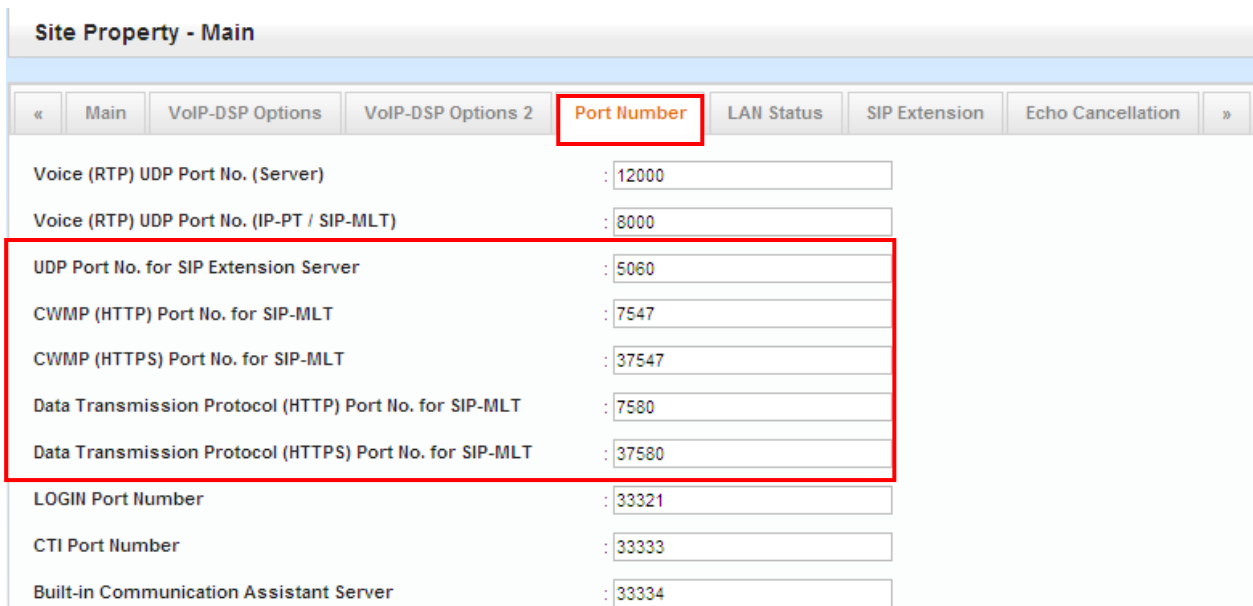 Site Property - Main
« Main VoIP-DSP Options VoIP-DSP Options 2 Port Number LAN Status SIP Extension Echo Cancellation »
Voice (RTP) UDP Port No. (Server) : 12000
Voice (RTP) UDP Port No. (IP-PT / SIP-MLT) : 8000
UDP Port No. for SIP Extension Server : 5060
CWMP (HTTP) Port No. for SIP-MLT : 7547
CWMP (HTTPS) Port No. for SIP-MLT : 37547
Data Transmission Protocol (HTTP) Port No. for SIP-MLT : 7580
Data Transmission Protocol (HTTPS) Port No. for SIP-MLT : 37580
LOGIN Port Number : 33321
CTI Port Number : 33333
Built-in Communication Assistant Server : 33334